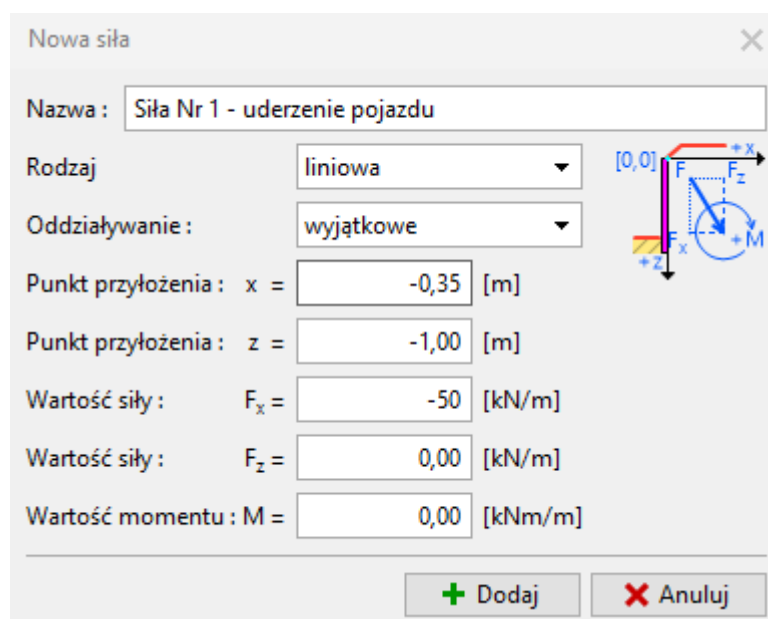 Nowa siła
Nazwa : Siła Nr 1 - uderzenie pojazdu
Rodzaj liniowa
Oddziaływanie : wyjątkowe
Punkt przyłożenia : x = -0,35 [m]
Punkt przyłożenia : z = -1,00 [m]
Wartość siły : Fx = -50 [kN/m]
Wartość siły : Fz = 0,00 [kN/m]
Wartość momentu : M = 0,00 [kNm/m]
[0,0] +x
F Fz
Fx +M
+z
Dodaj Anuluj